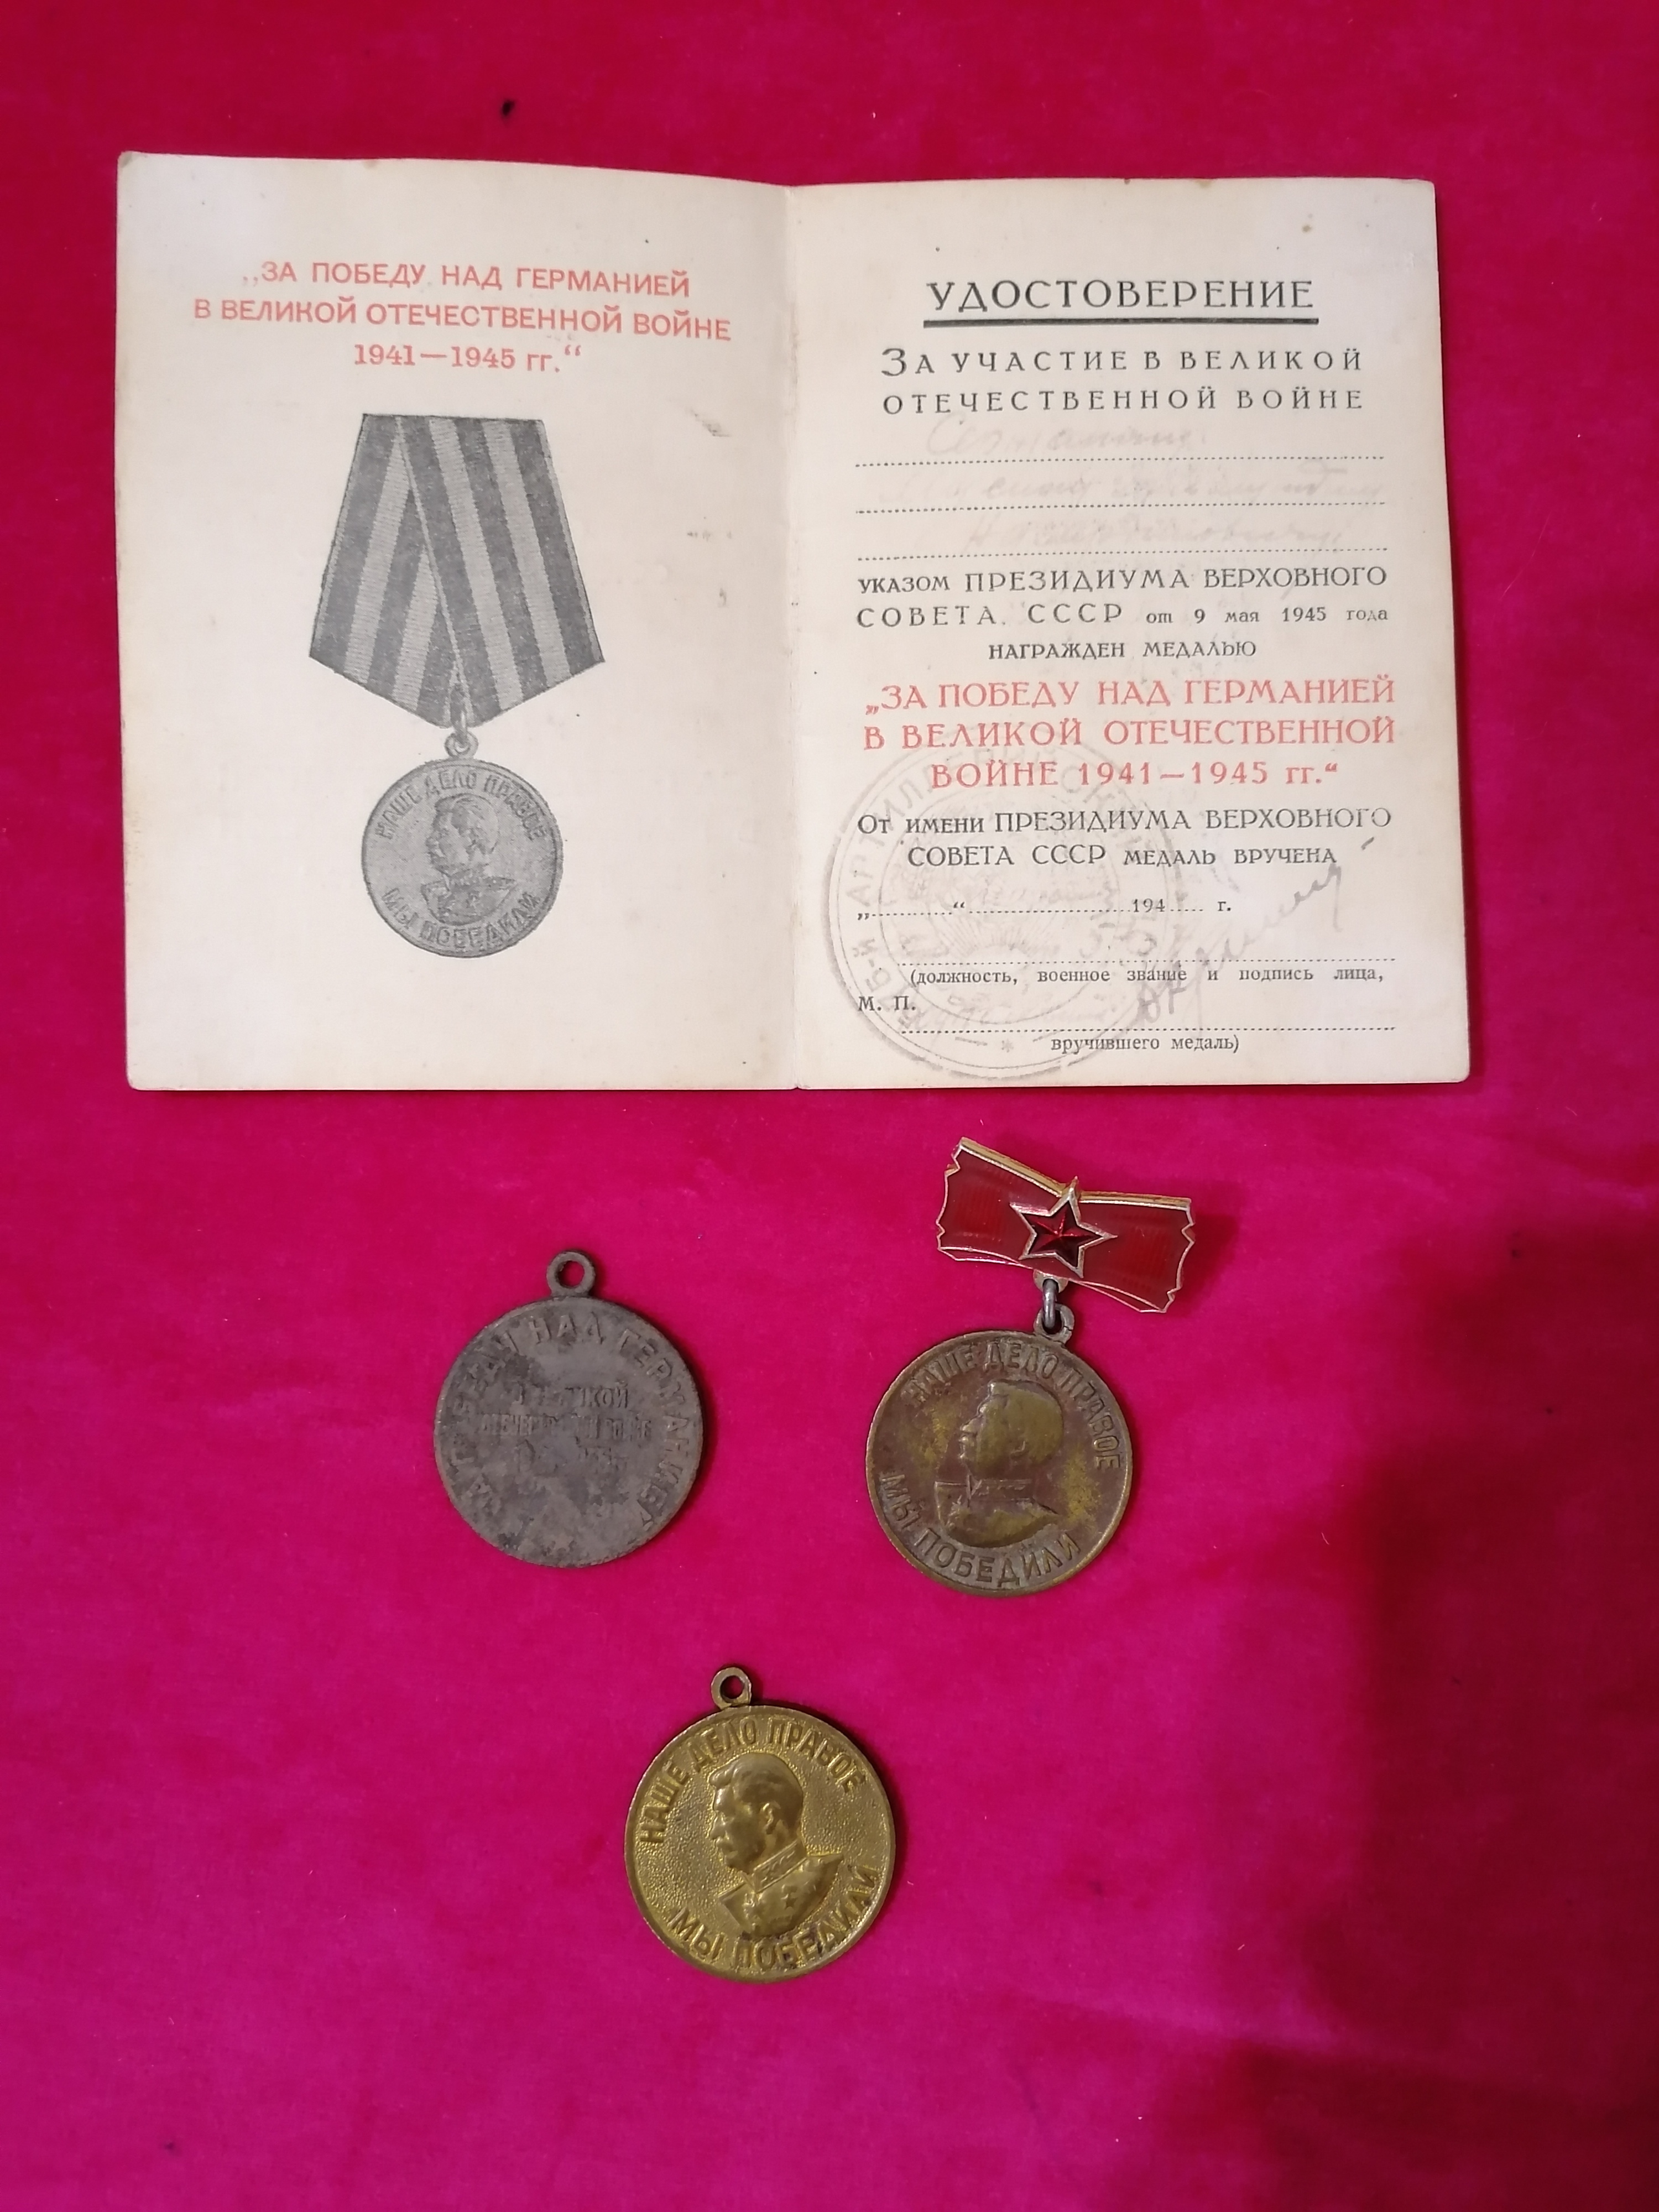 „ЗА ПОБЕДУ НАД ГЕРМАНИЕЙ
В ВЕЛИКОЙ ОТЕЧЕСТВЕННОЙ ВОЙНЕ
1941—1945 гг.“
НАШЕ ДЕЛО ПРАВОЕ
МЫ ПОБЕДИЛИ
УДОСТОВЕРЕНИЕ
ЗА УЧАСТИЕ В ВЕЛИКОЙ
ОТЕЧЕСТВЕННОЙ ВОЙНЕ
УКАЗОМ ПРЕЗИДИУМА ВЕРХОВНОГО
СОВЕТА СССР от 9 мая 1945 года
НАГРАЖДЕН МЕДАЛЬЮ
„ЗА ПОБЕДУ НАД ГЕРМАНИЕЙ
В ВЕЛИКОЙ ОТЕЧЕСТВЕННОЙ
ВОЙНЕ 1941—1945 гг.“
ОТ ИМЕНИ ПРЕЗИДИУМА ВЕРХОВНОГО
СОВЕТА СССР МЕДАЛЬ ВРУЧЕНА
„ “ 194 г.
(должность, военное звание и подпись лица,
М. П.
вручившего медаль)
НАД ГЕРМАНИЕЙ
НАШЕ ДЕЛО ПРАВОЕ
МЫ ПОБЕДИЛИ
НАШЕ ДЕЛО ПРАВОЕ
МЫ ПОБЕДИЛИ